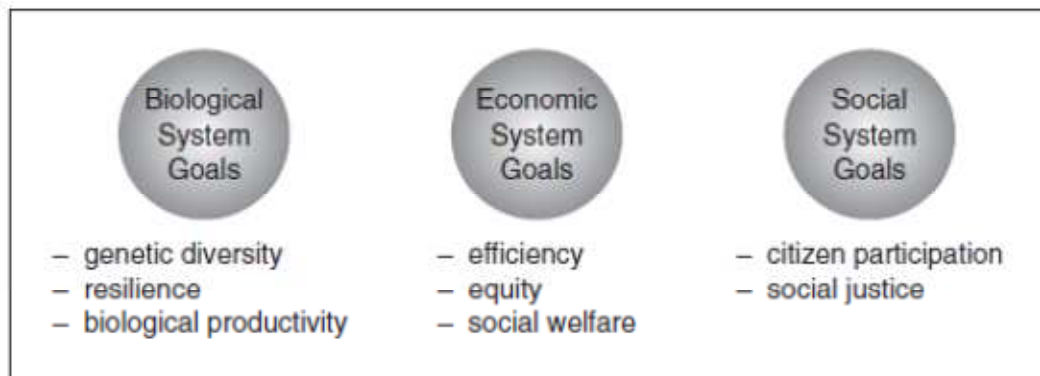 Biological
System
Goals
– genetic diversity
– resilience
– biological productivity
Economic
System
Goals
– efficiency
– equity
– social welfare
Social
System
Goals
– citizen participation
– social justice